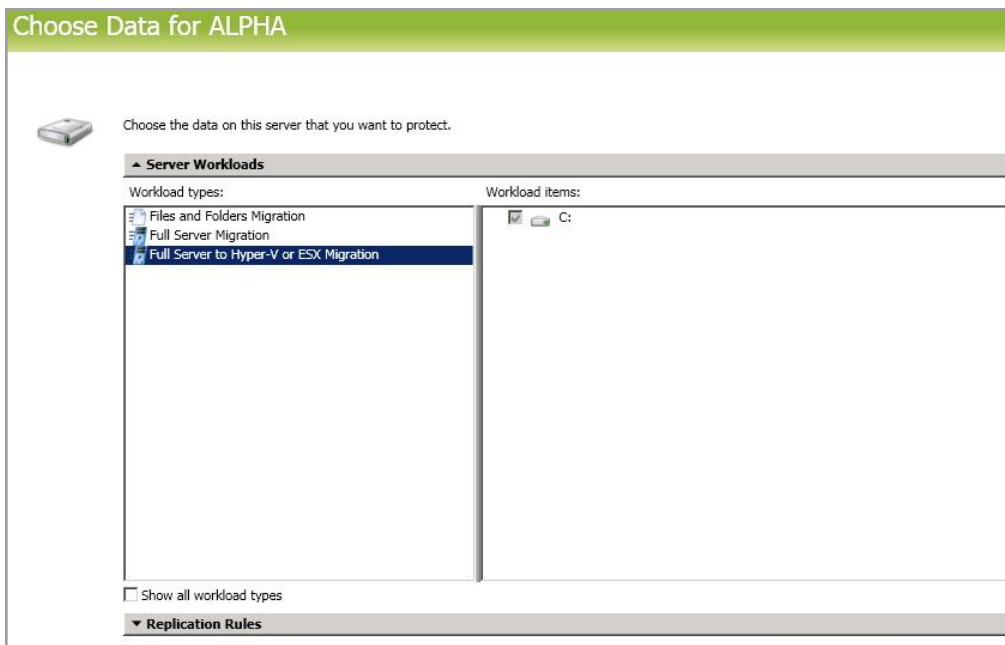 Choose Data for ALPHA
Choose the data on this server that you want to protect.
Server Workloads
Workload types:
Workload items:
Files and Folders Migration
C:
Full Server Migration
Full Server to Hyper-V or ESX Migration
Show all workload types
Replication Rules